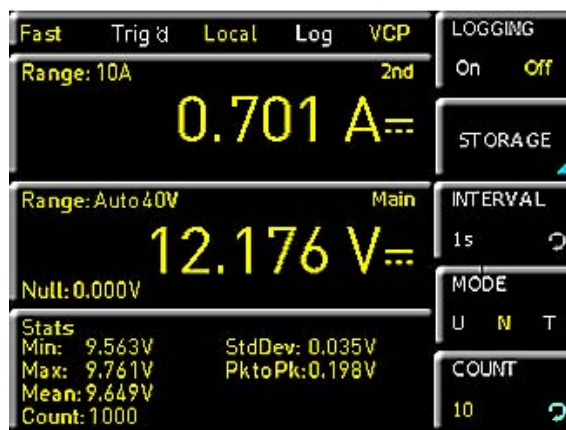 Fast Trig'd Local Log VCP
Range: 10A 2nd
0.701 A
Range: Auto 40V Main
12.176 V
Null: 0.000V
Stats
Min: 9.563V StdDev: 0.035V
Max: 9.761V PktoPk: 0.198V
Mean: 9.649V
Count: 1000
LOGGING
On Off
STORAGE
INTERVAL
1s
MODE
U N T
COUNT
10